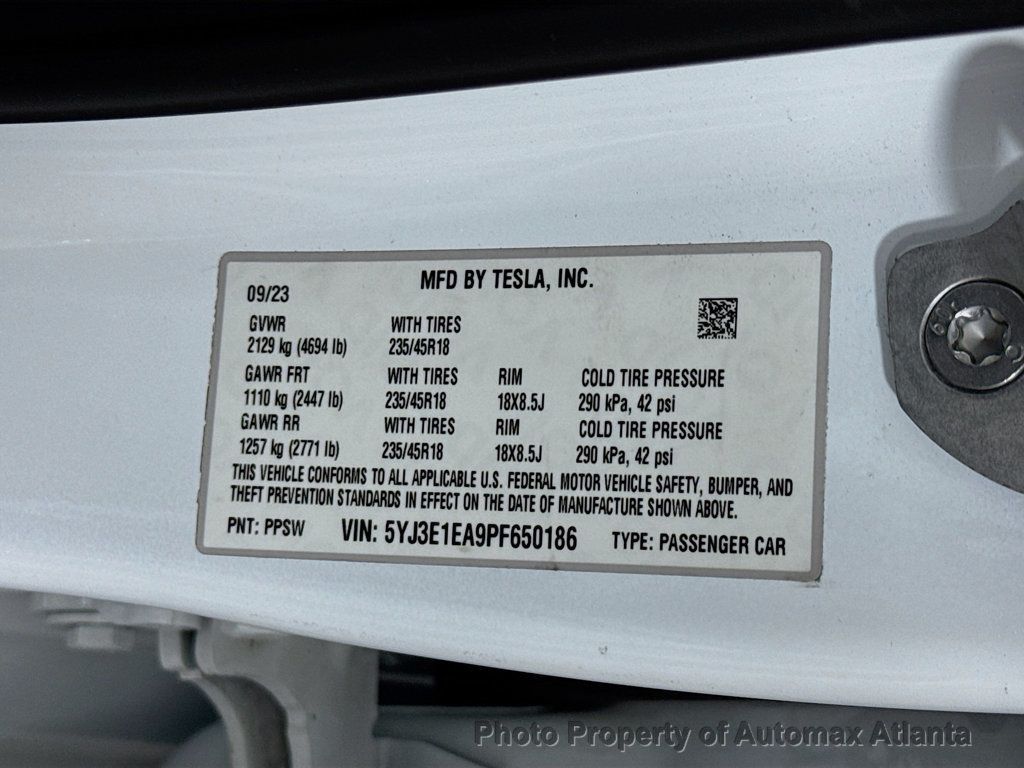 MFD BY TESLA, INC.
09/23
GVWR WITH TIRES
2129 kg (4694 lb) 235/45R18
GAWR FRT WITH TIRES RIM COLD TIRE PRESSURE
1110 kg (2447 lb) 235/45R18 18X8.5J 290 kPa, 42 psi
GAWR RR WITH TIRES RIM COLD TIRE PRESSURE
1257 kg (2771 lb) 235/45R18 18X8.5J 290 kPa, 42 psi
THIS VEHICLE CONFORMS TO ALL APPLICABLE U.S. FEDERAL MOTOR VEHICLE SAFETY, BUMPER, AND
THEFT PREVENTION STANDARDS IN EFFECT ON THE DATE OF MANUFACTURE SHOWN ABOVE.
PNT: PPSW VIN: 5YJ3E1EA9PF650186 TYPE: PASSENGER CAR
Photo Property of Automax Atlanta